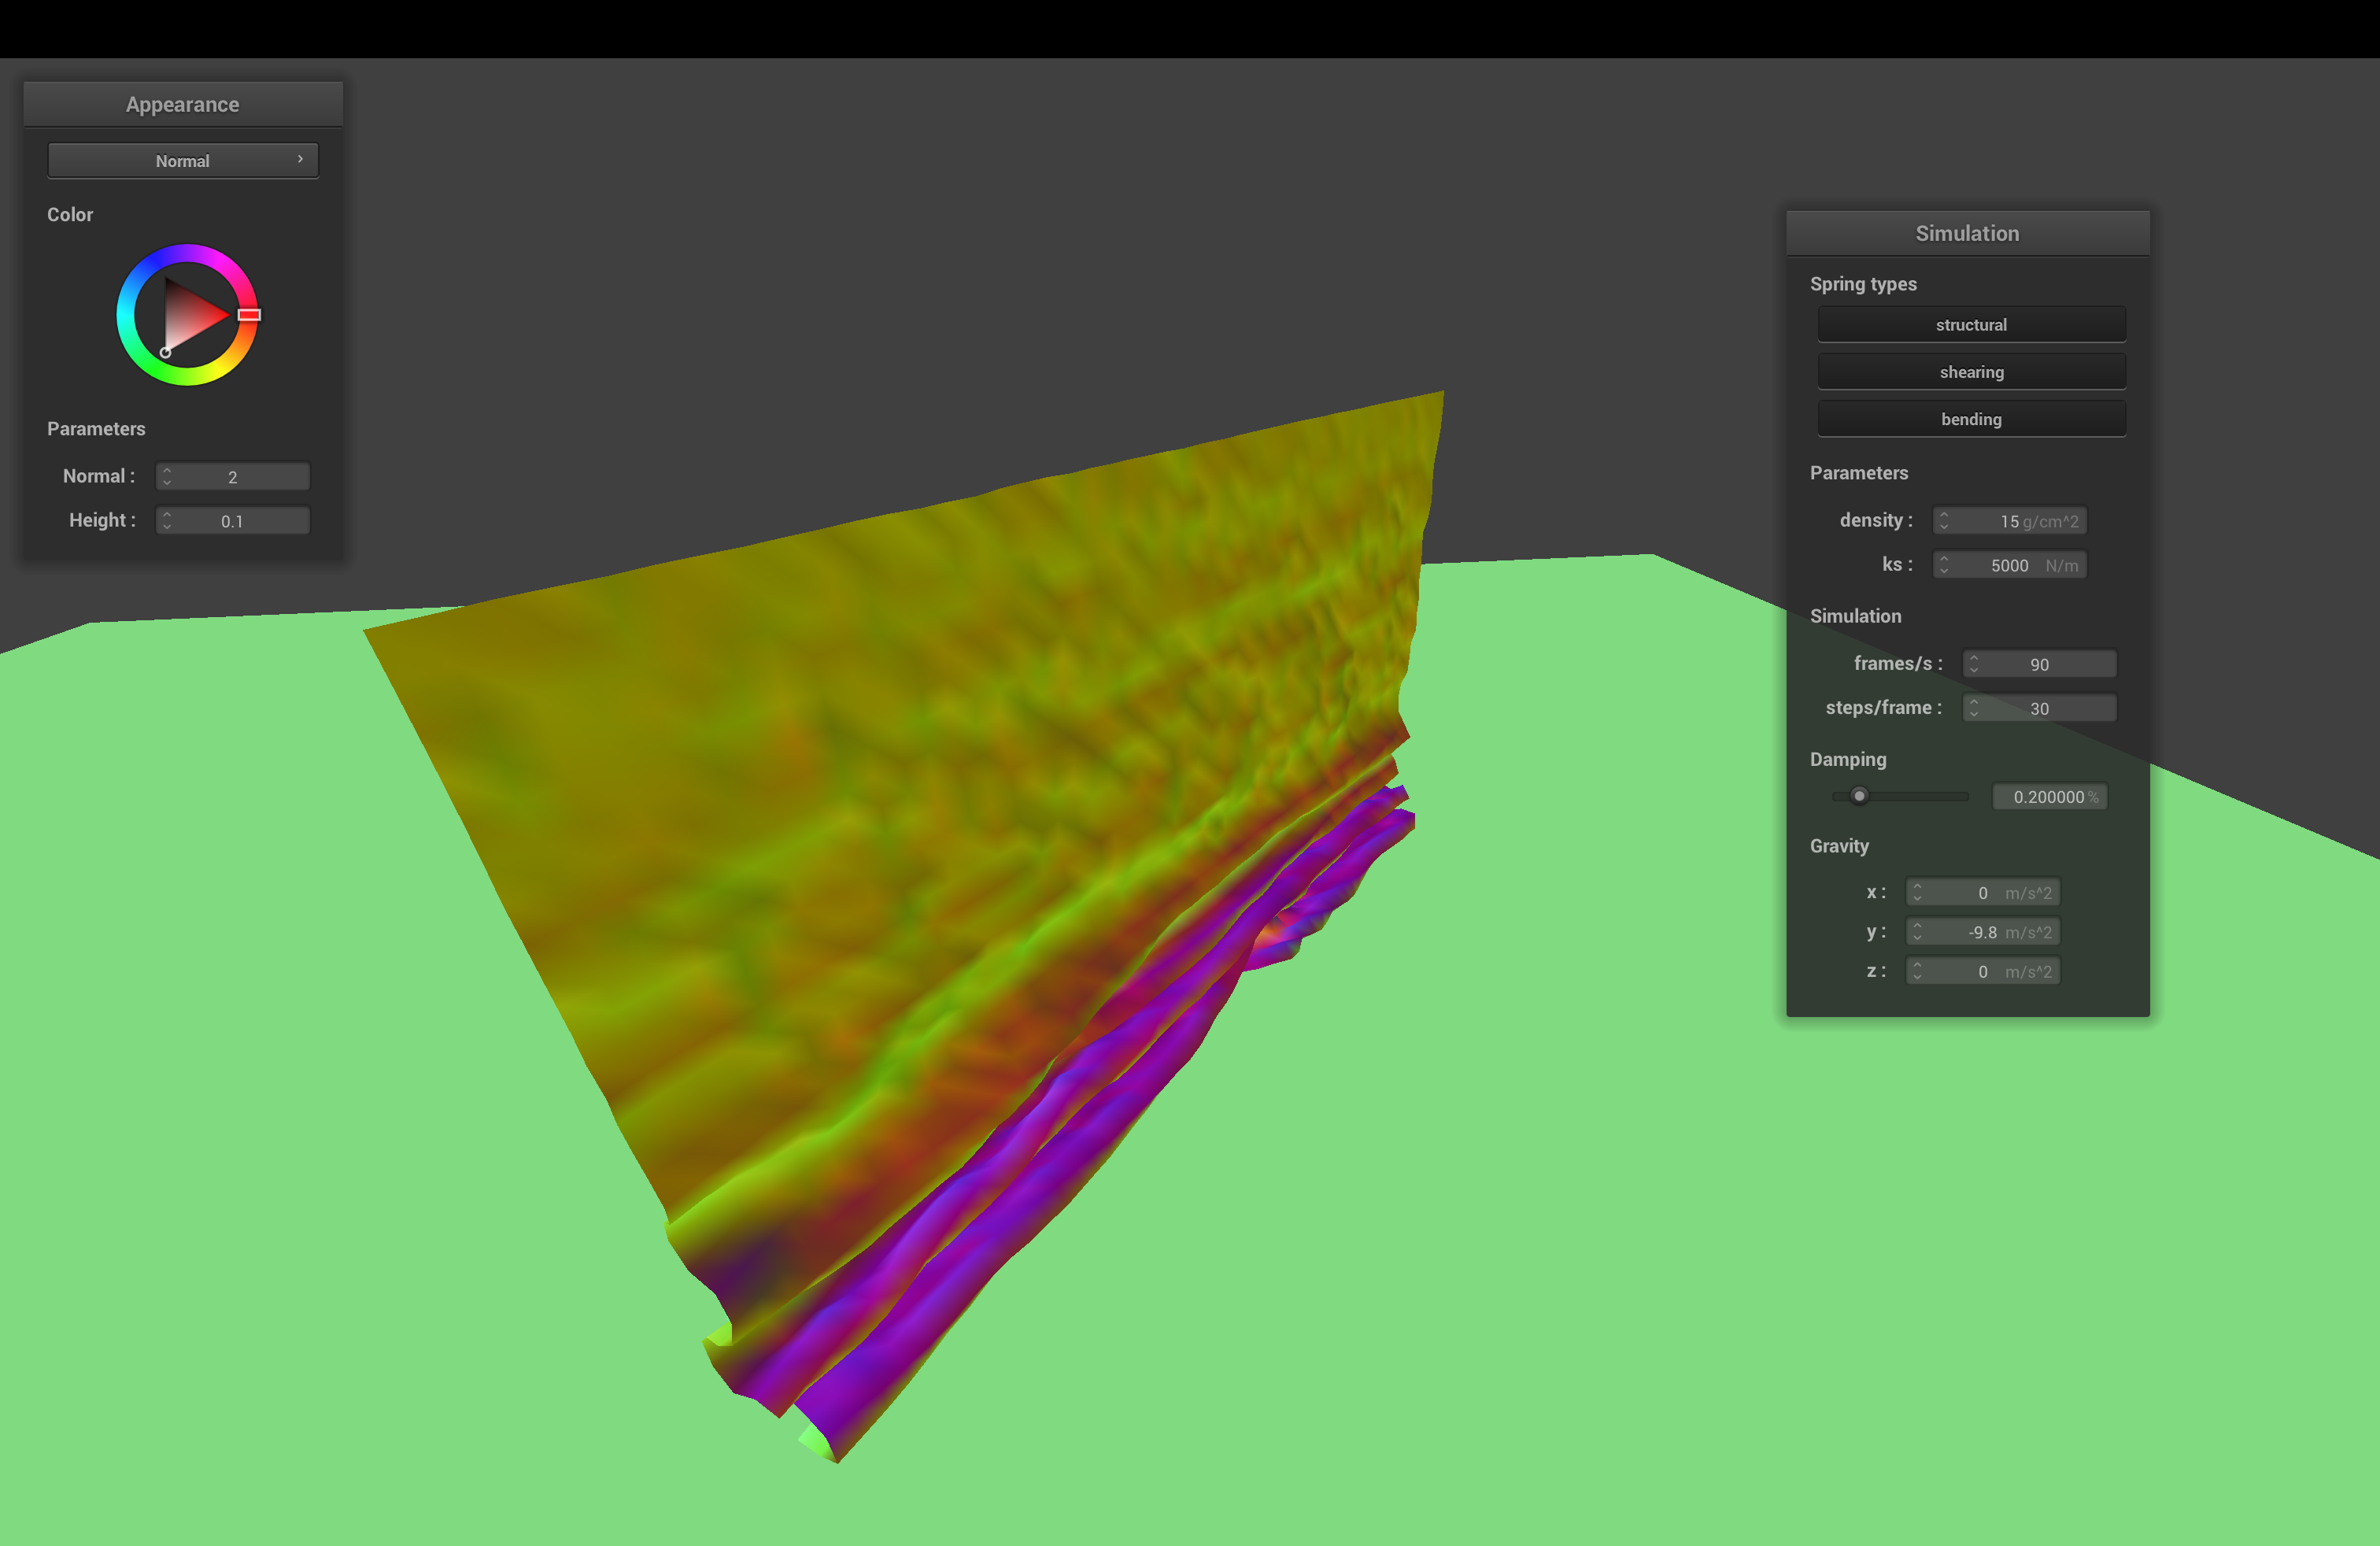 Appearance
Normal
Color
Parameters
Normal : 2
Height : 0.1
Simulation
Spring types
structural
shearing
bending
Parameters
density : 15 g/cm^2
ks : 5000 N/m
Simulation
frames/s : 90
steps/frame : 30
Damping
0.200000 %
Gravity
x : 0 m/s^2
y : -9.8 m/s^2
z : 0 m/s^2